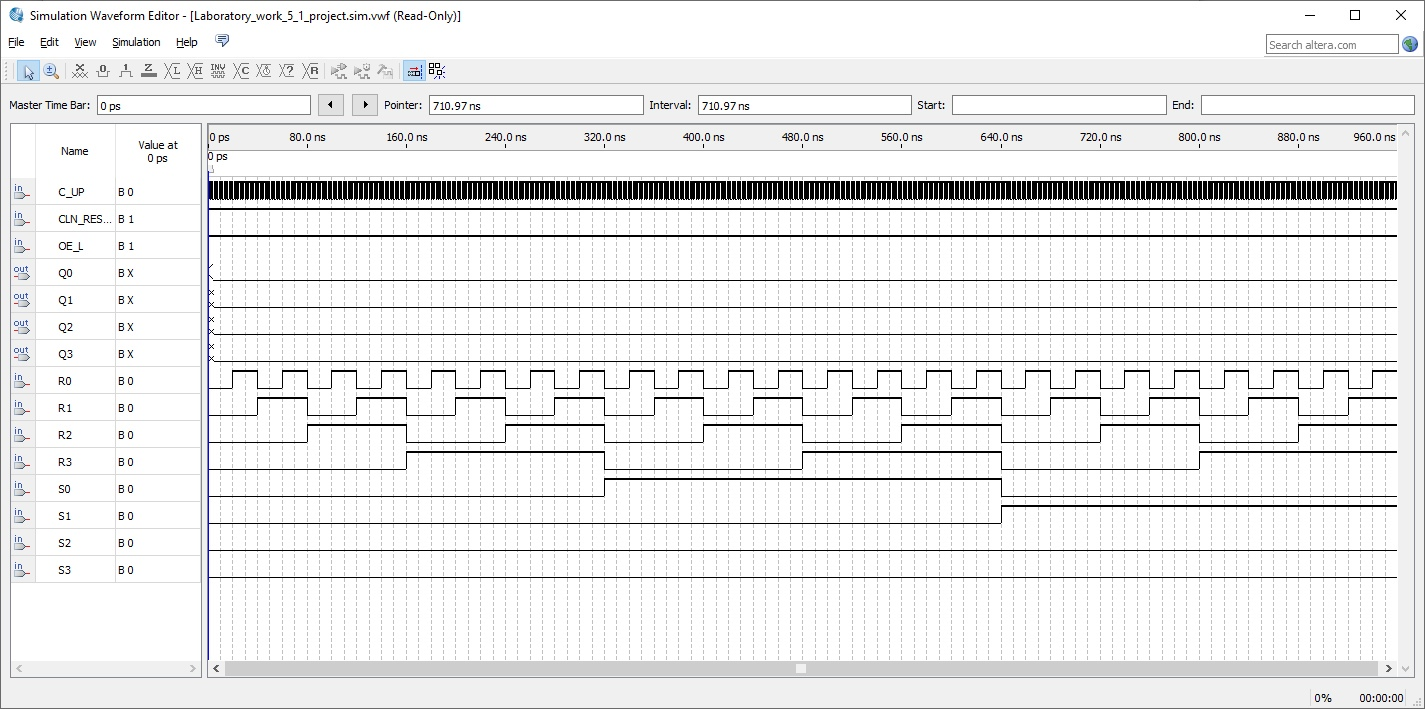 Simulation Waveform Editor - [Laboratory_work_5_1_project.sim.vwf (Read-Only)]
File Edit View Simulation Help
Search altera.com
Master Time Bar: 0 ps Pointer: 710.97 ns Interval: 710.97 ns Start: End:
Name Value at 0 ps
0 ps 80.0 ns 160.0 ns 240.0 ns 320.0 ns 400.0 ns 480.0 ns 560.0 ns 640.0 ns 720.0 ns 800.0 ns 880.0 ns 960.0 ns
0 ps
in C_UP B 0
in CLN_RES... B 1
in OE_L B 1
out Q0 B X
out Q1 B X
out Q2 B X
out Q3 B X
in R0 B 0
in R1 B 0
in R2 B 0
in R3 B 0
in S0 B 0
in S1 B 0
in S2 B 0
in S3 B 0
0% 00:00:00